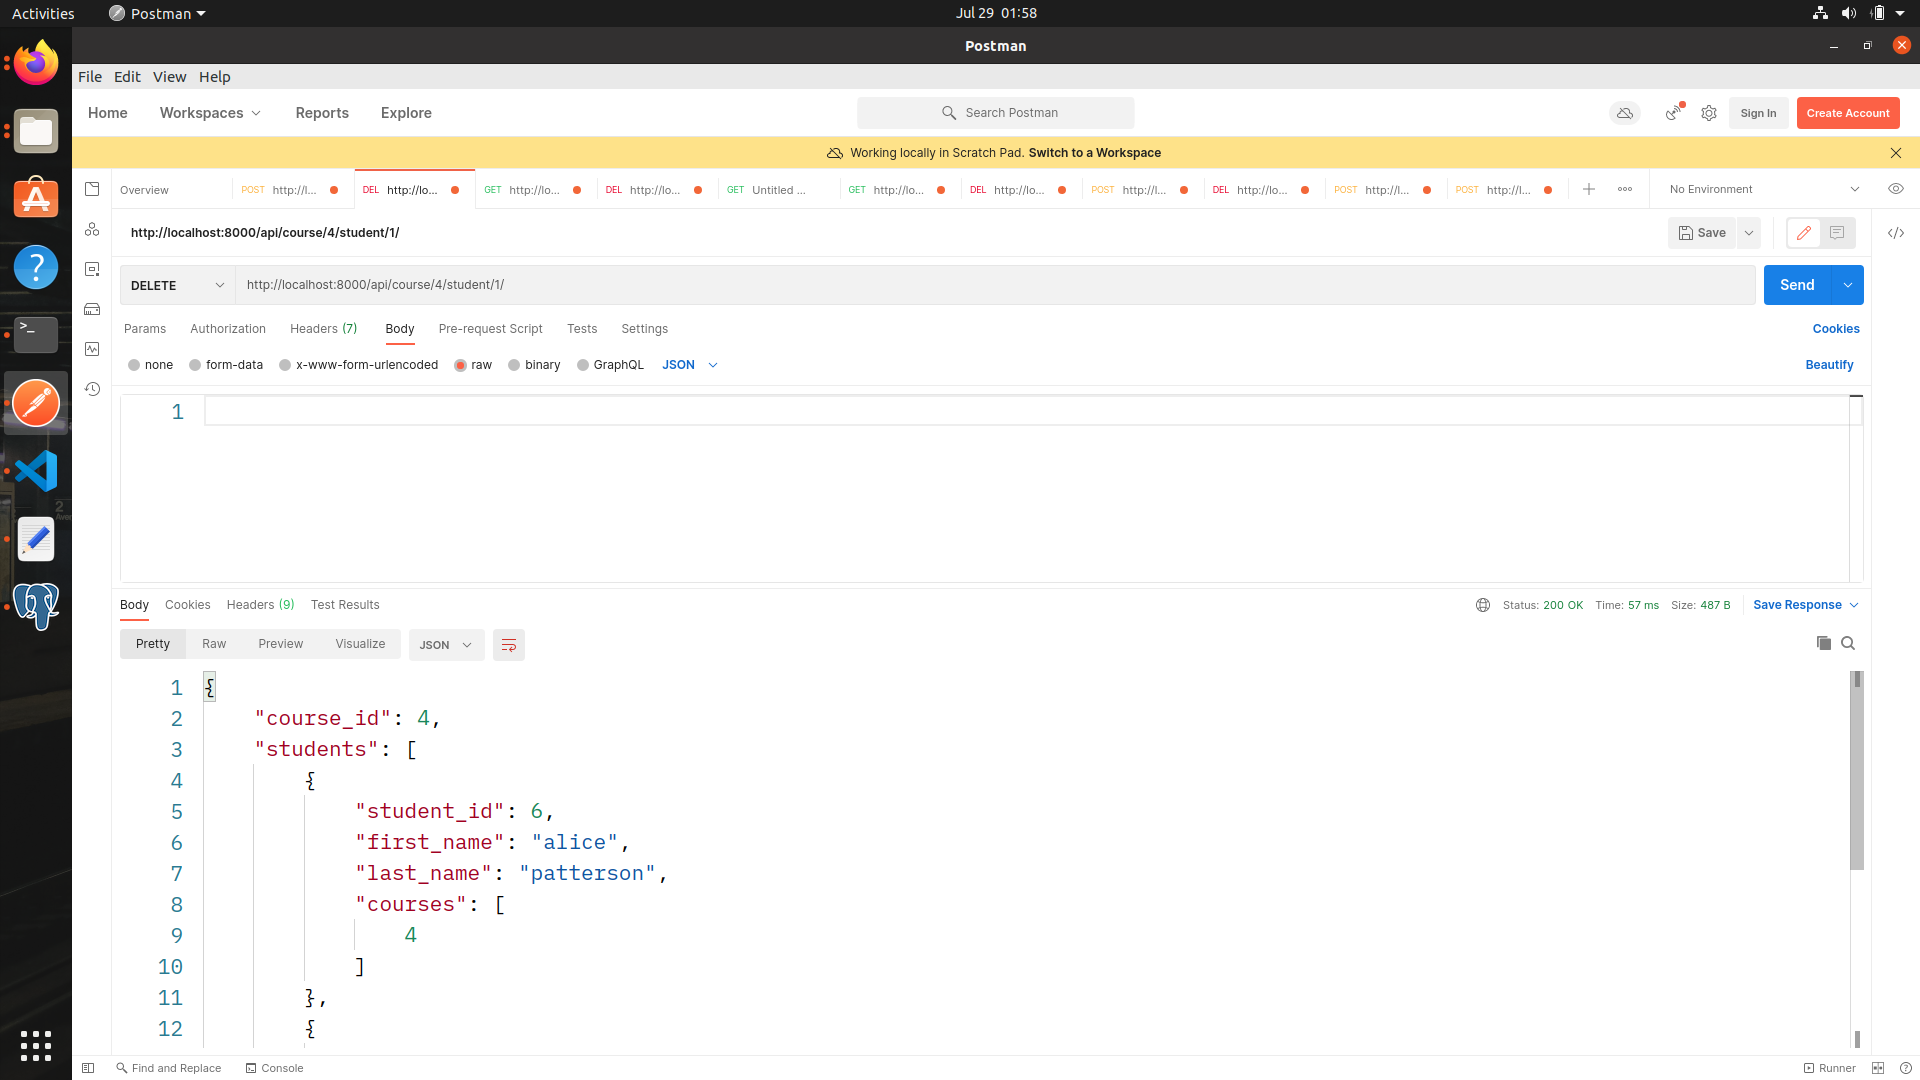 Activities Postman Jul 29 01:58
Postman
File Edit View Help
Home Workspaces Reports Explore Search Postman Sign In Create Account
Working locally in Scratch Pad. Switch to a Workspace
Overview POST http://l... DEL http://lo... GET http://lo... DEL http://lo... GET Untitled ... GET http://lo... DEL http://lo... POST http://l... DEL http://lo... POST http://l... POST http://l... No Environment
http://localhost:8000/api/course/4/student/1/ Save
DELETE http://localhost:8000/api/course/4/student/1/ Send
Params Authorization Headers (7) Body Pre-request Script Tests Settings Cookies
none form-data x-www-form-urlencoded raw binary GraphQL JSON Beautify
1
Body Cookies Headers (9) Test Results Status: 200 OK Time: 57 ms Size: 487 B Save Response
Pretty Raw Preview Visualize JSON
1 {
2 "course_id": 4,
3 "students": [
4 {
5 "student_id": 6,
6 "first_name": "alice",
7 "last_name": "patterson",
8 "courses": [
9 4
10 ]
11 },
12 {
Find and Replace Console Runner